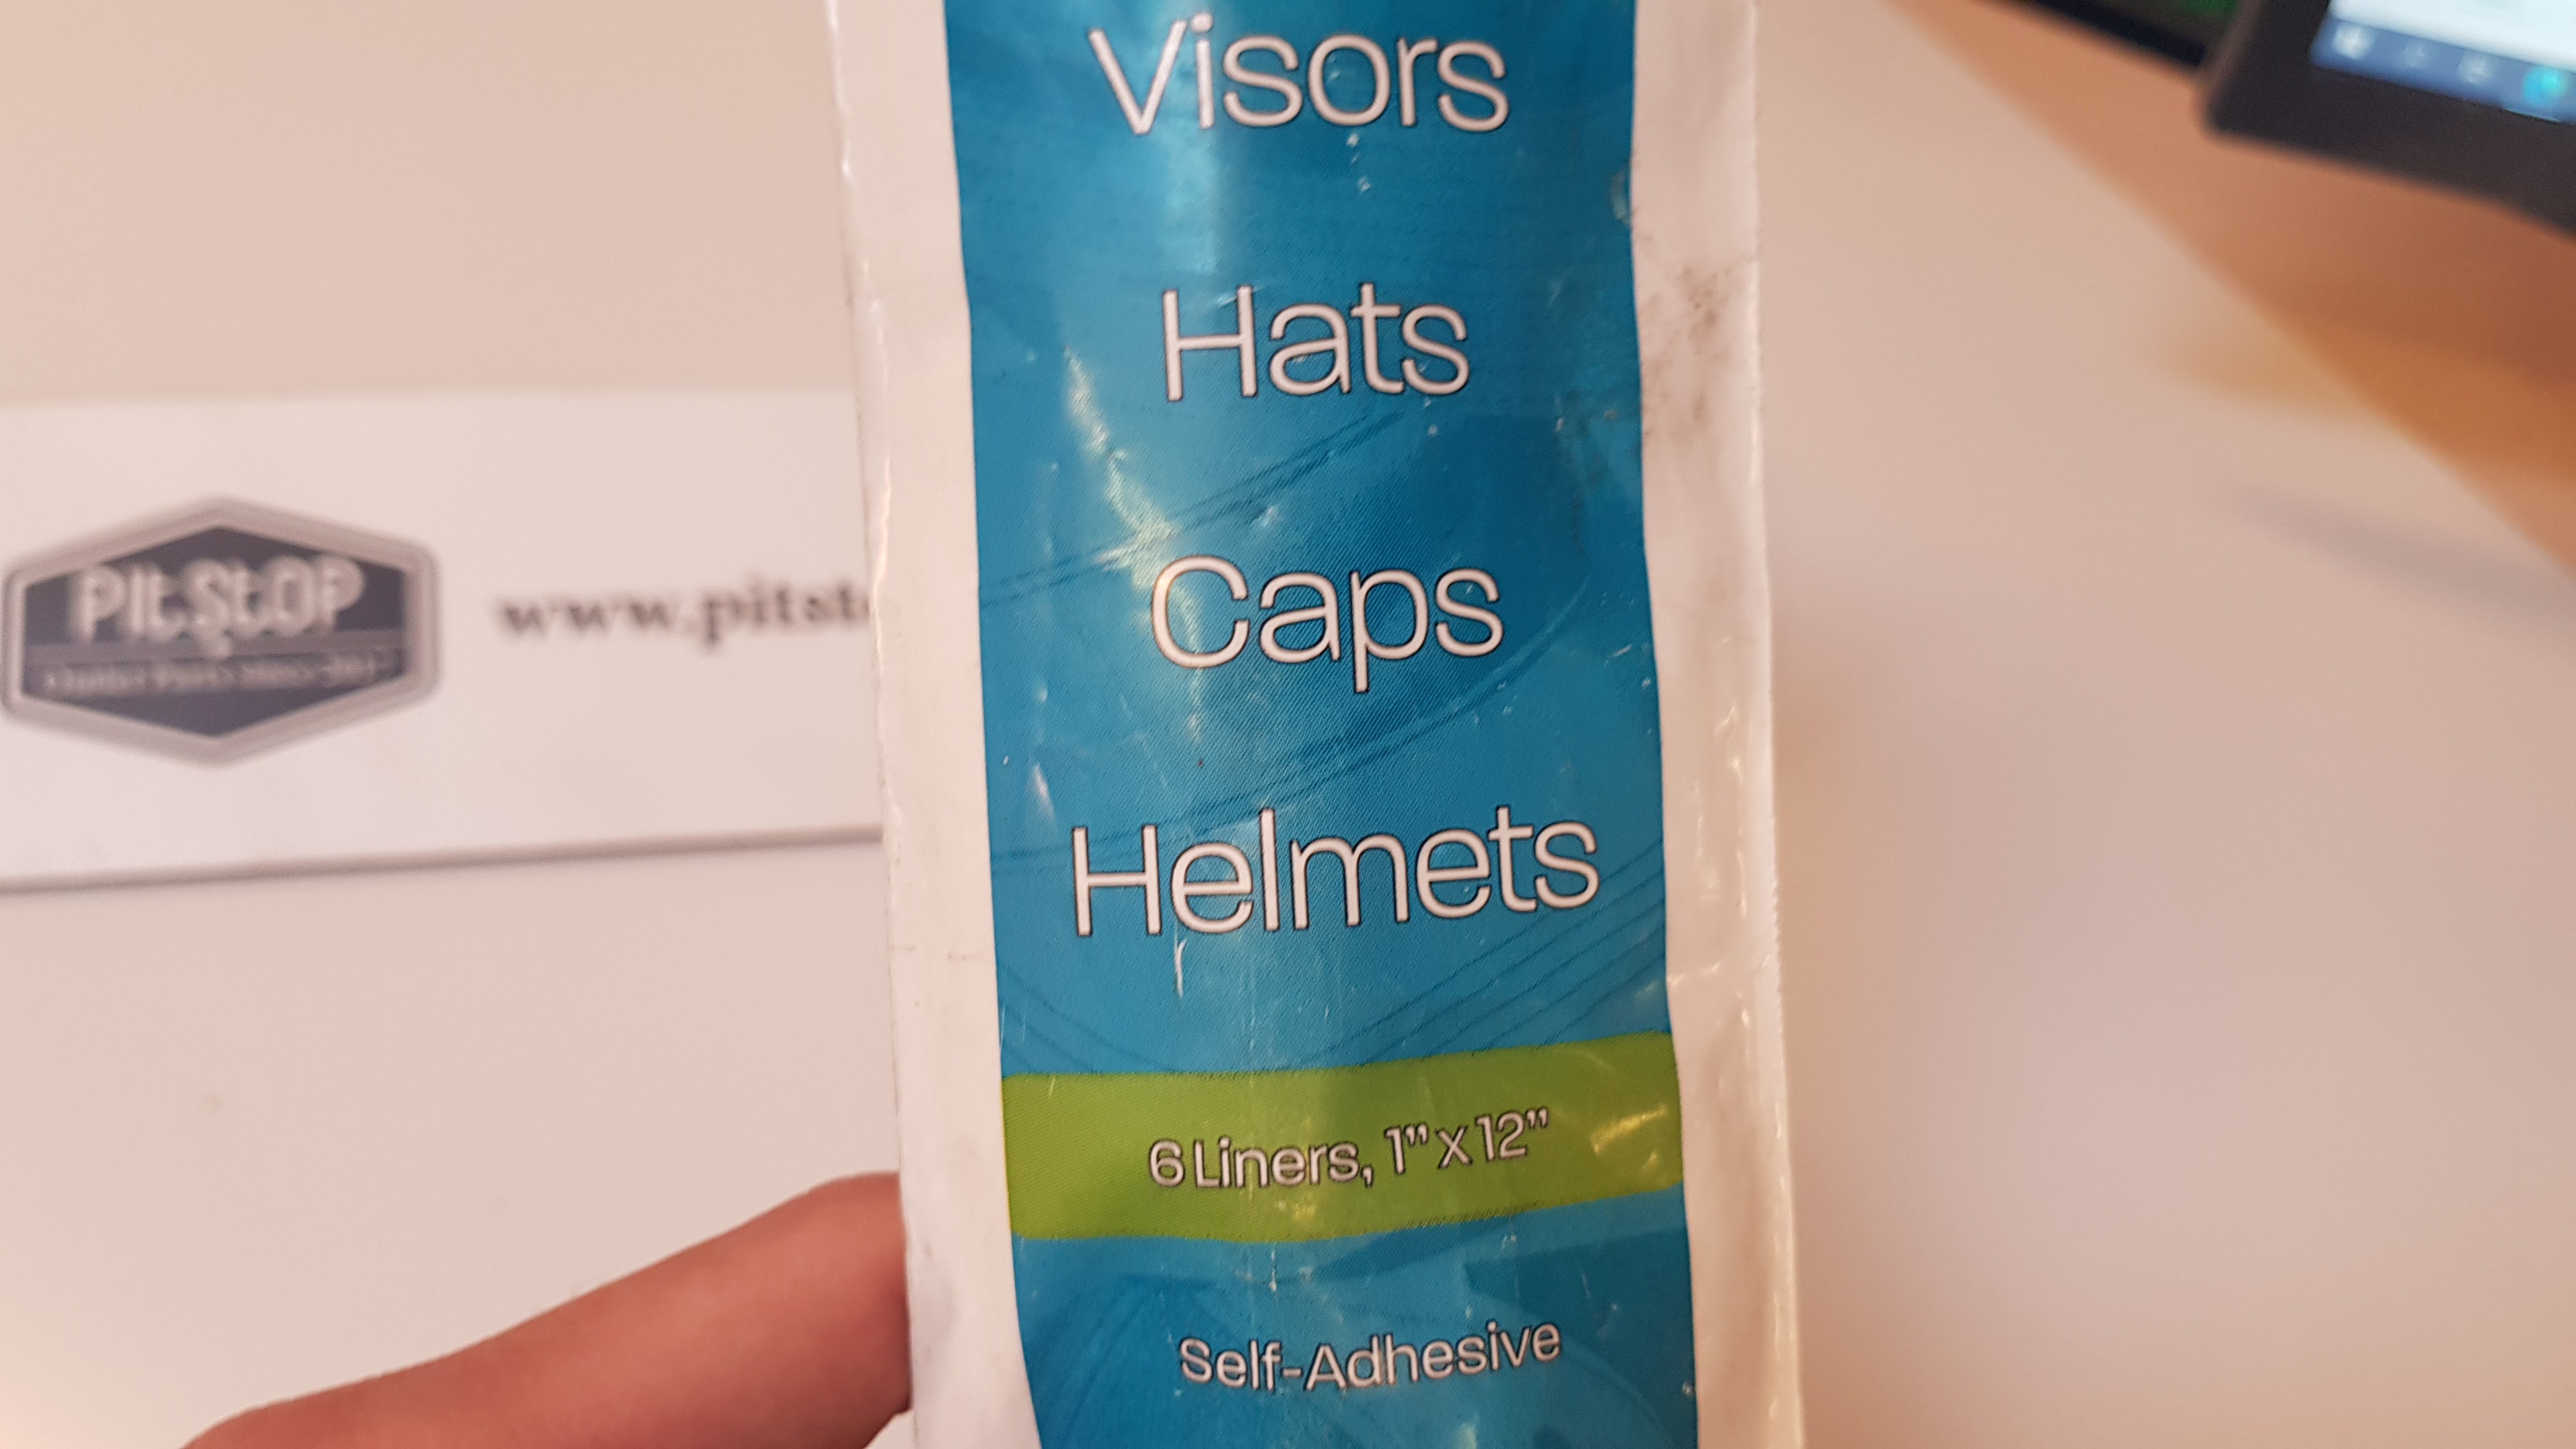 Visors
Hats
Caps
Helmets
6 Liners, 1" x 12"
Self-Adhesive
PitStOP
www.pitst